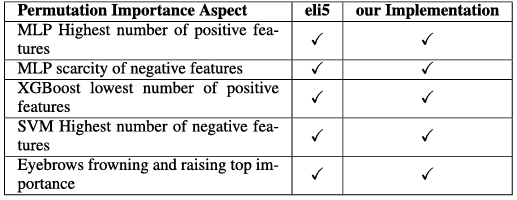 Permutation Importance Aspect eli5 our Implementation
MLP Highest number of positive fea-
tures ✓ ✓
MLP scarcity of negative features ✓ ✓
XGBoost lowest number of positive
features ✓ ✓
SVM Highest number of negative fea-
tures ✓ ✓
Eyebrows frowning and raising top im-
portance ✓ ✓